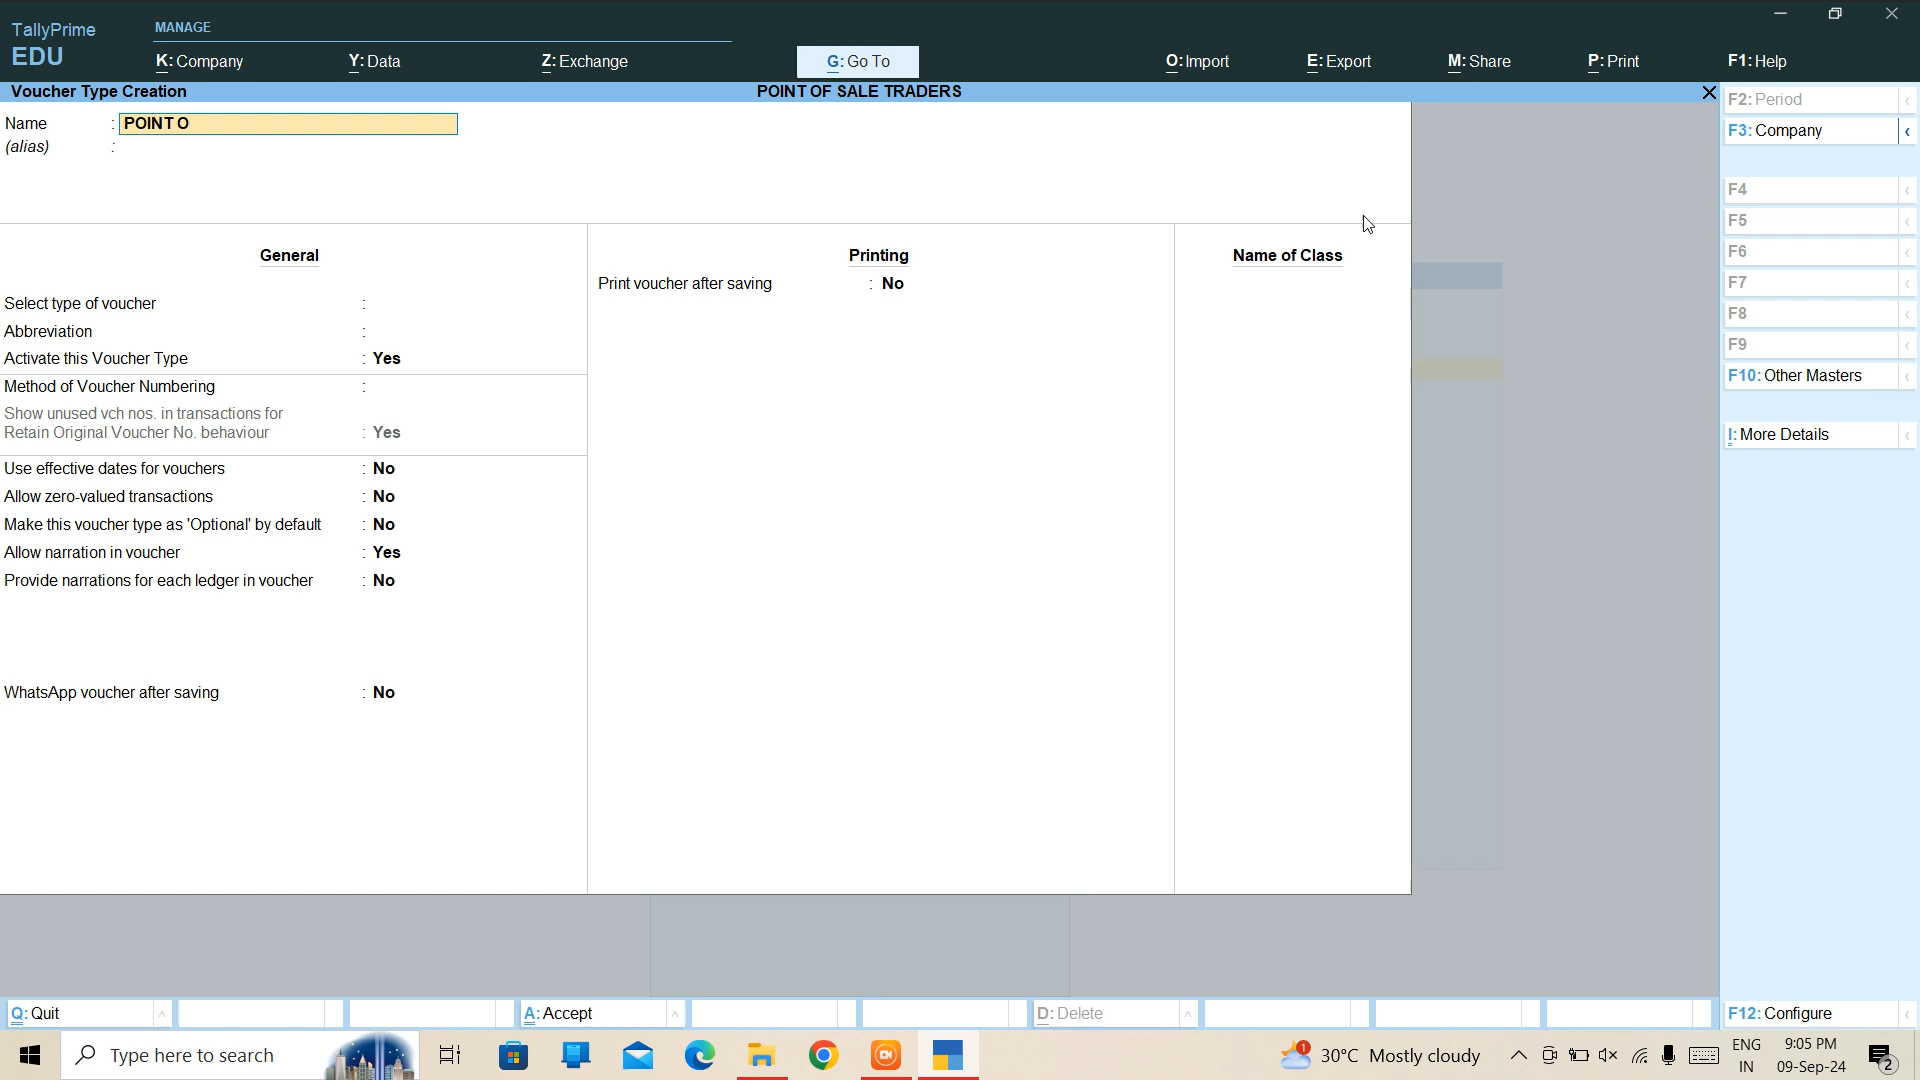 TallyPrime
EDU
MANAGE
K: Company
Y: Data
Z: Exchange
G: Go To
O: Import
E: Export
M: Share
P: Print
F1: Help
Voucher Type Creation
POINT OF SALE TRADERS
Name : POINT O
(alias) :
General
Select type of voucher :
Abbreviation :
Activate this Voucher Type : Yes
Method of Voucher Numbering :
Show unused vch nos. in transactions for
Retain Original Voucher No. behaviour : Yes
Use effective dates for vouchers : No
Allow zero-valued transactions : No
Make this voucher type as 'Optional' by default : No
Allow narration in voucher : Yes
Provide narrations for each ledger in voucher : No
WhatsApp voucher after saving : No
Printing
Print voucher after saving : No
Name of Class
F2: Period
F3: Company
F4
F5
F6
F7
F8
F9
F10: Other Masters
I: More Details
F12: Configure
Q: Quit
A: Accept
D: Delete
Type here to search
1
30°C Mostly cloudy
ENG
IN
9:05 PM
09-Sep-24
2